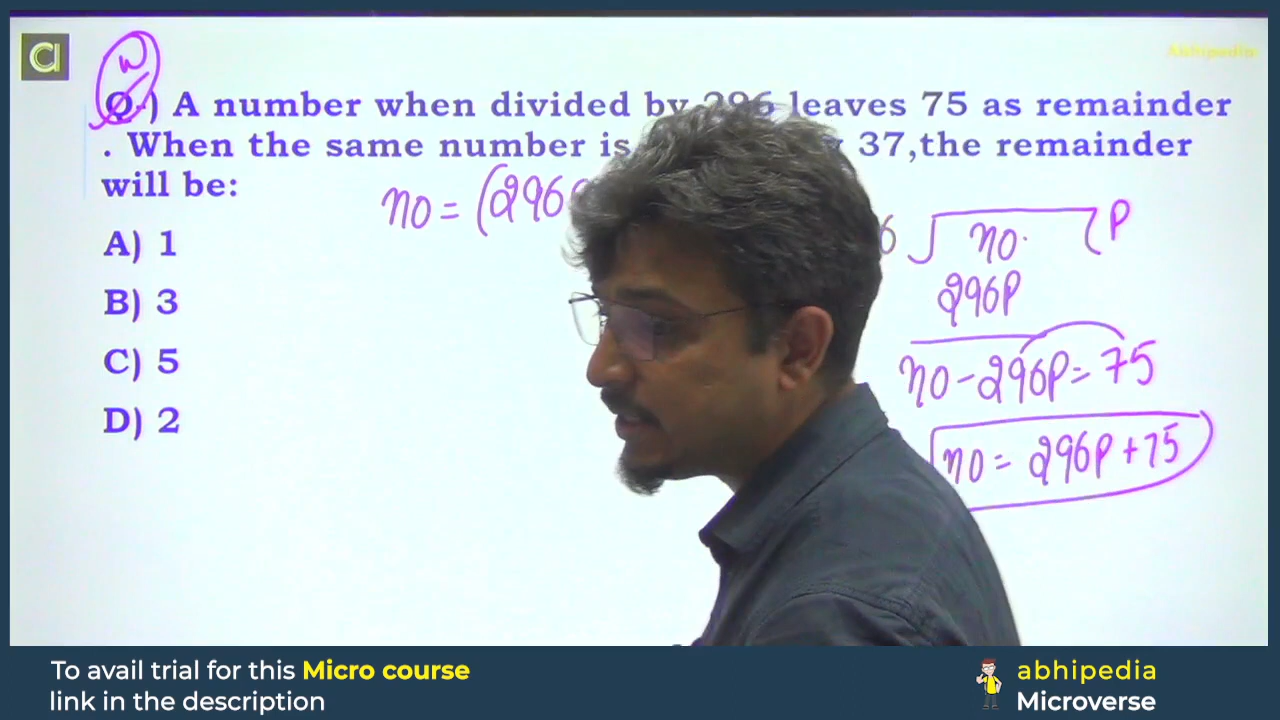 Abhipedia
Q.) A number when divided by 296 leaves 75 as remainder
. When the same number is 37,the remainder
will be:
no = (296
A) 1
B) 3
C) 5
D) 2
6 no. P
296P
no - 296P = 75
no = 296P + 75
To avail trial for this Micro course
link in the description
abhipedia
Microverse